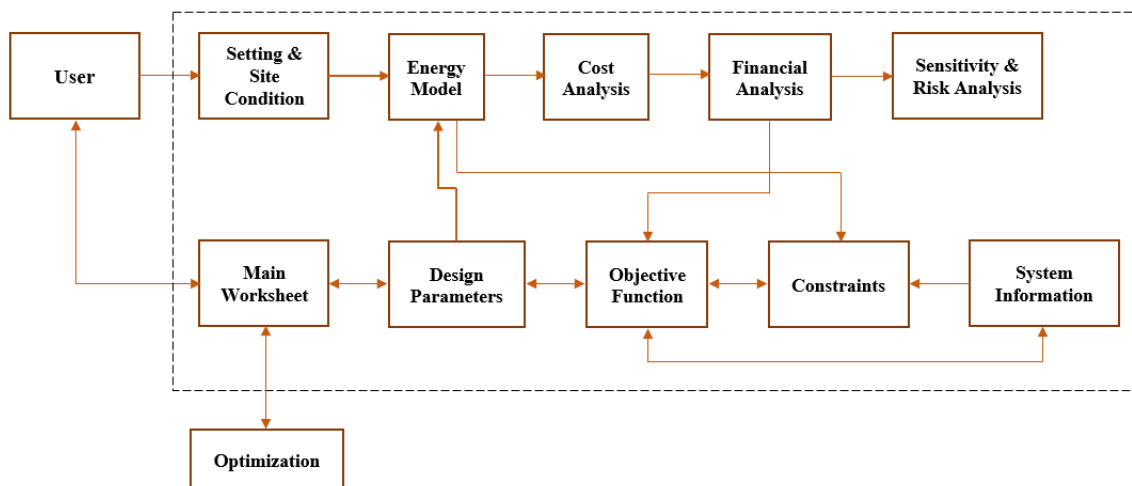 User
Setting &
Site
Condition
Energy
Model
Cost
Analysis
Financial
Analysis
Sensitivity &
Risk Analysis
Main
Worksheet
Design
Parameters
Objective
Function
Constraints
System
Information
Optimization